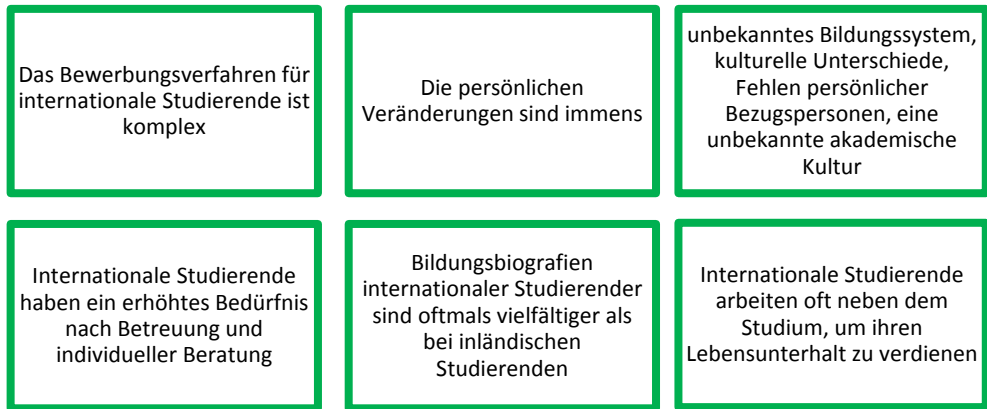 Das Bewerbungsverfahren für
internationale Studierende ist
komplex
Die persönlichen
Veränderungen sind immens
unbekanntes Bildungssystem,
kulturelle Unterschiede,
Fehlen persönlicher
Bezugspersonen, eine
unbekannte akademische
Kultur
Internationale Studierende
haben ein erhöhtes Bedürfnis
nach Betreuung und
individueller Beratung
Bildungsbiografien
internationaler Studierender
sind oftmals vielfältiger als
bei inländischen
Studierenden
Internationale Studierende
arbeiten oft neben dem
Studium, um ihren
Lebensunterhalt zu verdienen